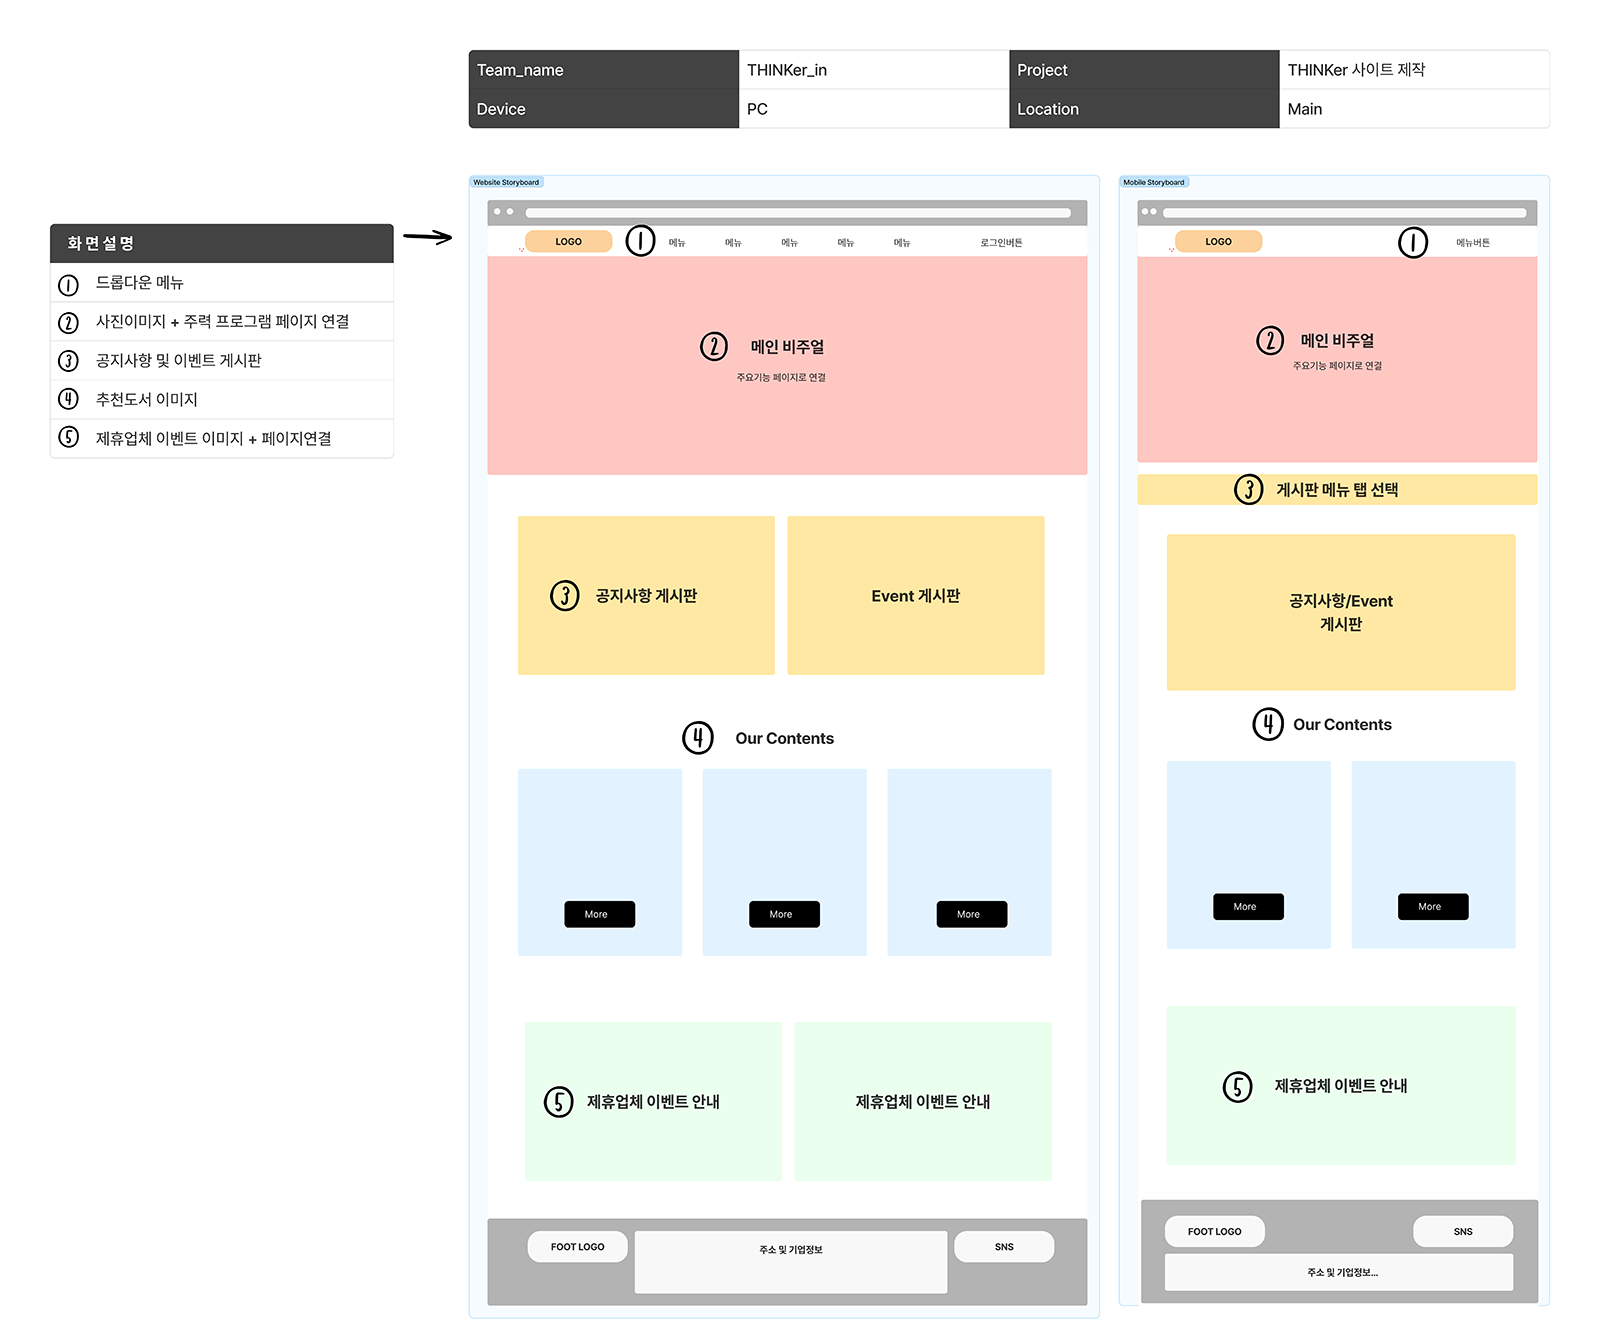 Team_name THINKer_in Project THINKer 사이트 제작
Device PC Location Main
화면설명
1 드롭다운 메뉴
2 사진이미지 + 주력 프로그램 페이지 연결
3 공지사항 및 이벤트 게시판
4 추천도서 이미지
5 제휴업체 이벤트 이미지 + 페이지연결
Website Storyboard
LOGO 1 메뉴 메뉴 메뉴 메뉴 메뉴 로그인버튼
2 메인 비주얼
주요기능 페이지로 연결
3 공지사항 게시판 Event 게시판
4 Our Contents
More More More
5 제휴업체 이벤트 안내 제휴업체 이벤트 안내
FOOT LOGO 주소 및 기업정보 SNS
Mobile Storyboard
LOGO 1 메뉴버튼
2 메인 비주얼
주요기능 페이지로 연결
3 게시판 메뉴 탭 선택
공지사항/Event
게시판
4 Our Contents
More More
5 제휴업체 이벤트 안내
FOOT LOGO SNS
주소 및 기업정보...